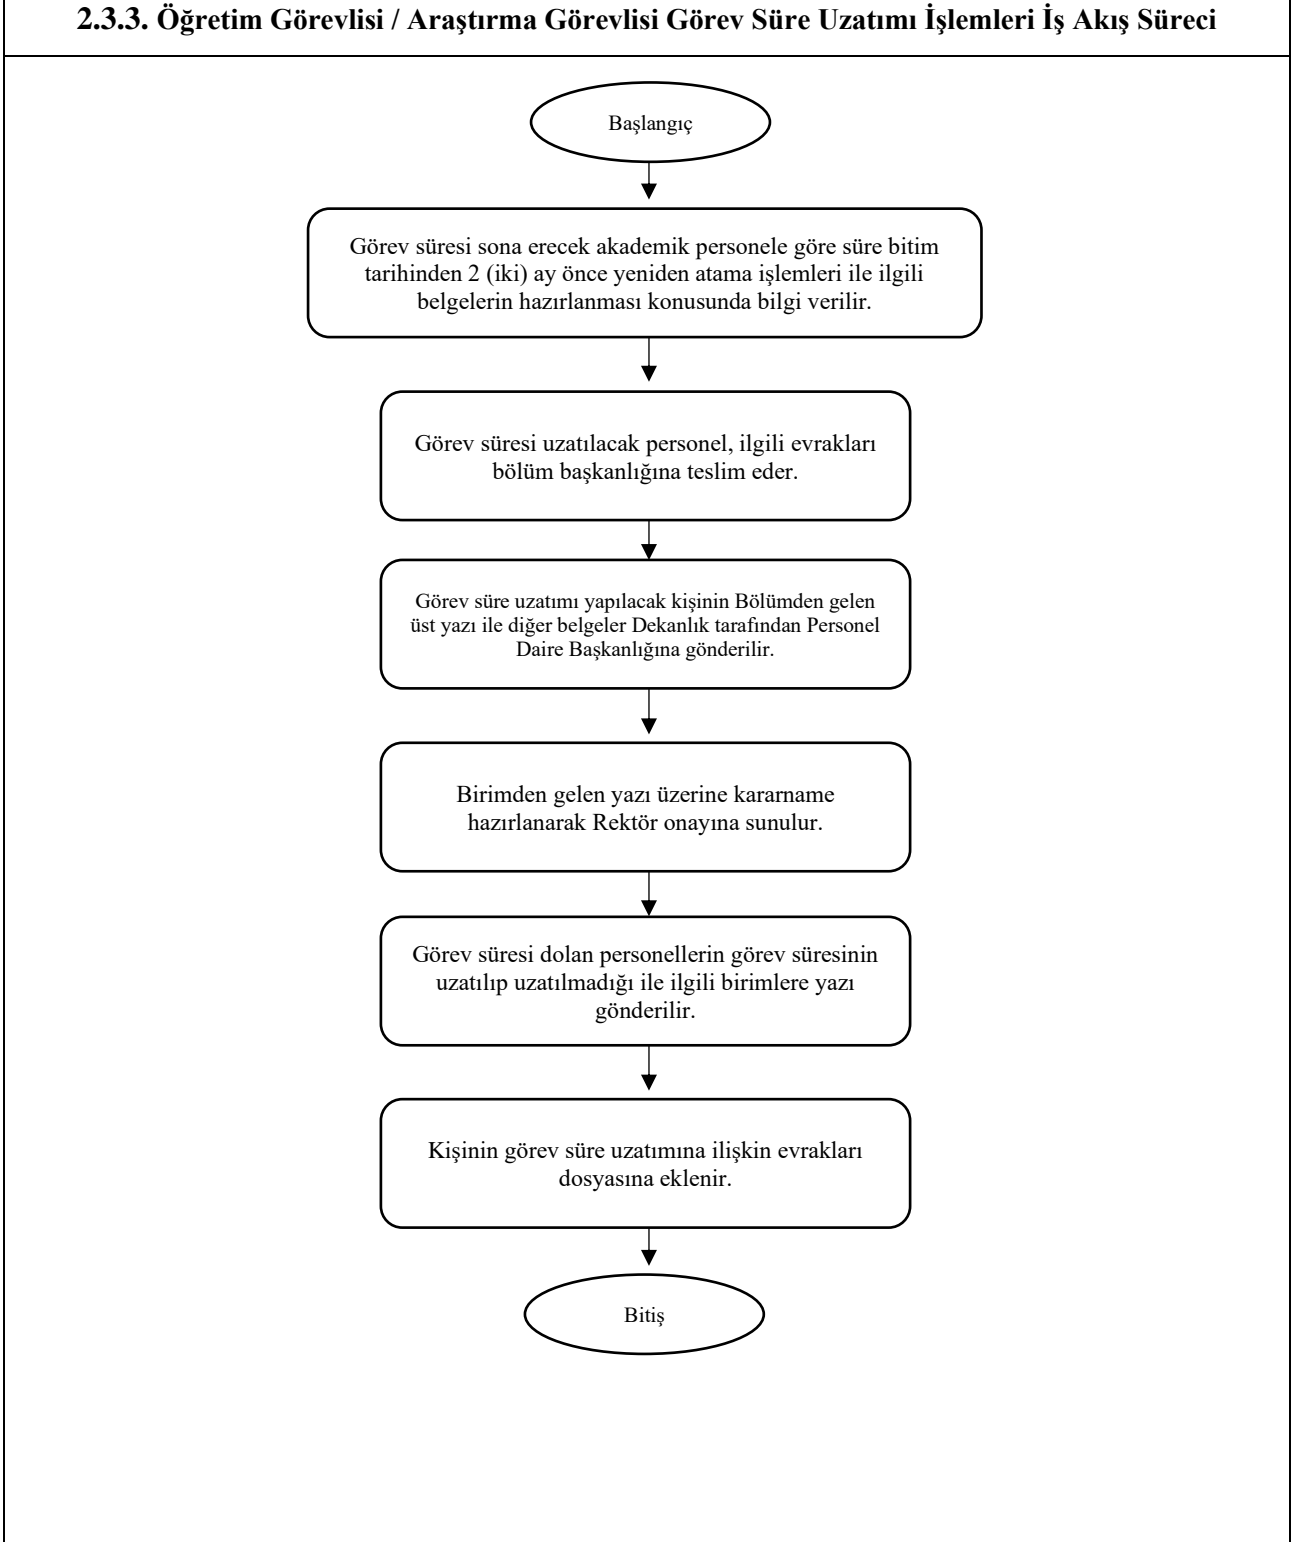 2.3.3. Öğretim Görevlisi / Araştırma Görevlisi Görev Süre Uzatımı İşlemleri İş Akış Süreci
Başlangıç
Görev süresi sona erecek akademik personele göre süre bitim
tarihinden 2 (iki) ay önce yeniden atama işlemleri ile ilgili
belgelerin hazırlanması konusunda bilgi verilir.
Görev süresi uzatılacak personel, ilgili evrakları
bölüm başkanlığına teslim eder.
Görev süre uzatımı yapılacak kişinin Bölümden gelen
üst yazı ile diğer belgeler Dekanlık tarafından Personel
Daire Başkanlığına gönderilir.
Birimden gelen yazı üzerine kararname
hazırlanarak Rektör onayına sunulur.
Görev süresi dolan personellerin görev süresinin
uzatılıp uzatılmadığı ile ilgili birimlere yazı
gönderilir.
Kişinin görev süre uzatımına ilişkin evrakları
dosyasına eklenir.
Bitiş